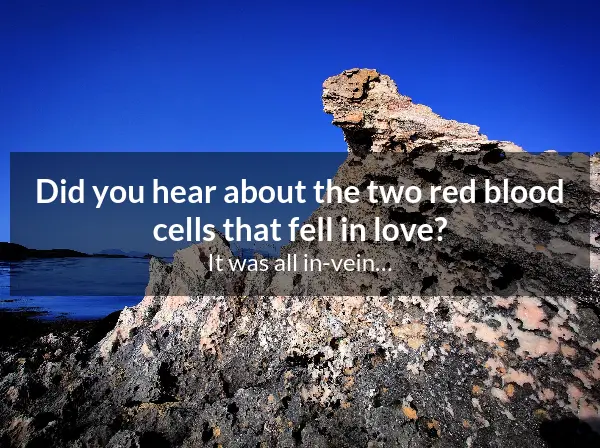 Did you hear about the two red blood
cells that fell in love?
It was all in-vein...